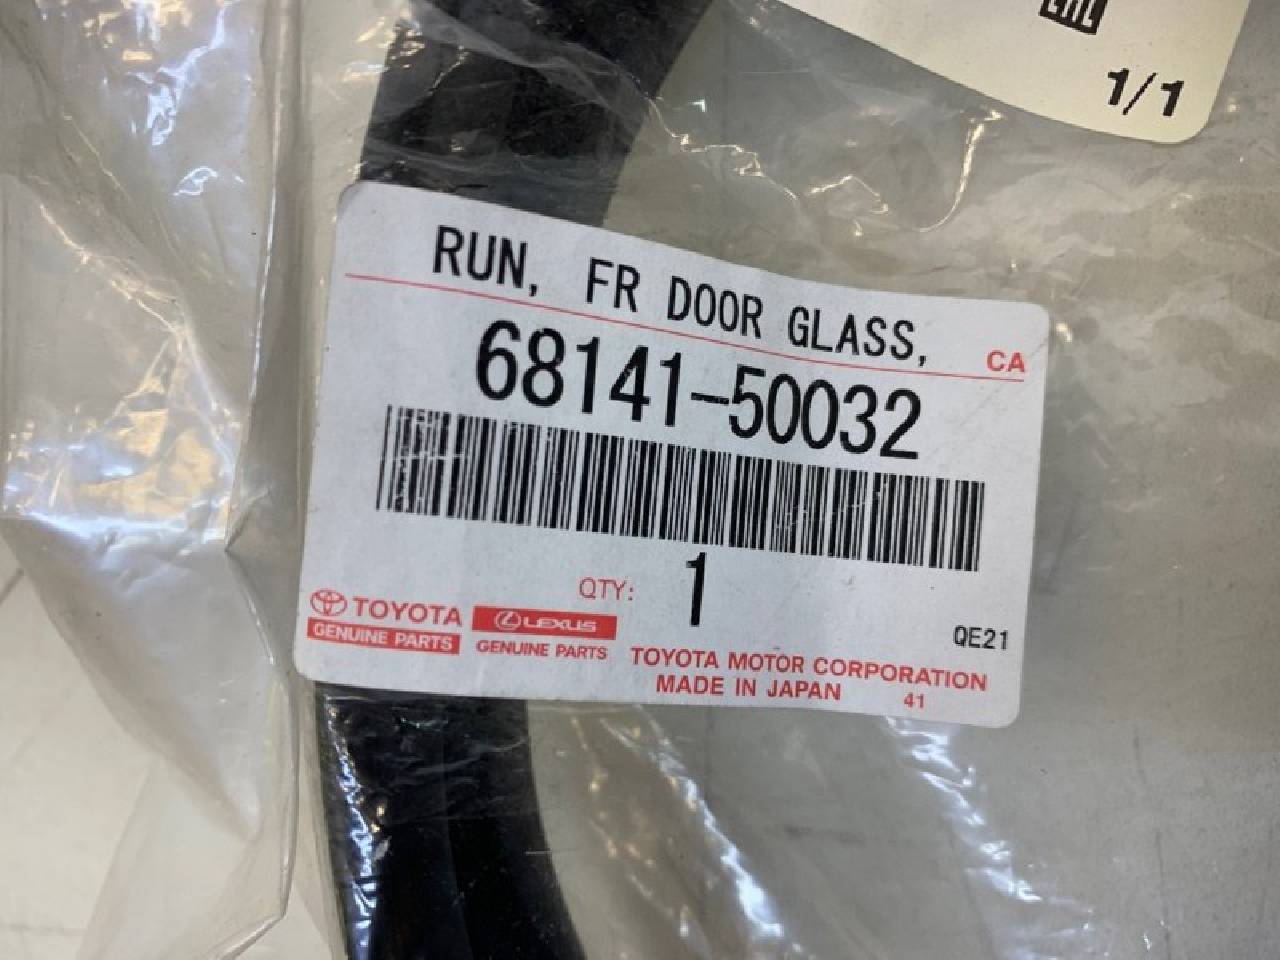 1/1
RUN, FR DOOR GLASS, CA
68141-50032
QTY: 1
QE21
TOYOTA
GENUINE PARTS
LEXUS
GENUINE PARTS
TOYOTA MOTOR CORPORATION
MADE IN JAPAN 41